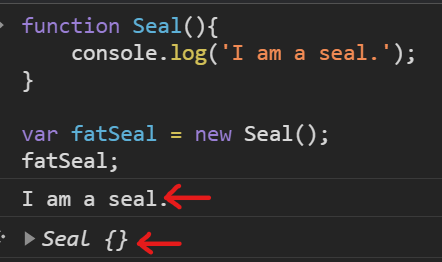 function Seal(){
console.log('I am a seal.');
}
var fatSeal = new Seal();
fatSeal;
I am a seal.
Seal {}